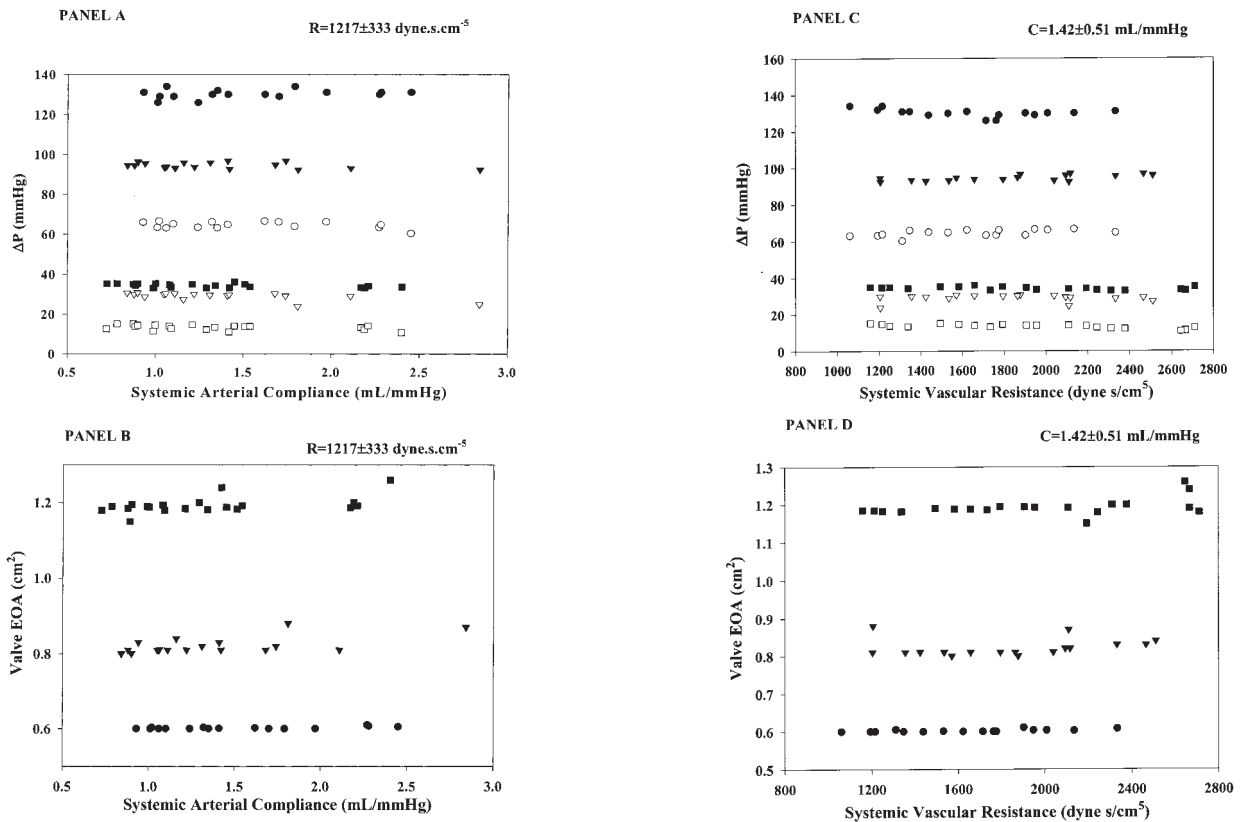 PANEL A
R=1217±333 dyne.s.cm-5
140
120
100
80
60
40
20
0
ΔP (mmHg)
0.5 1.0 1.5 2.0 2.5 3.0
Systemic Arterial Compliance (mL/mmHg)
PANEL B
R=1217±333 dyne.s.cm-5
1.2
1.0
0.8
0.6
Valve EOA (cm2)
0.5 1.0 1.5 2.0 2.5 3.0
Systemic Arterial Compliance (mL/mmHg)
PANEL C
C=1.42±0.51 mL/mmHg
160
140
120
100
80
60
40
20
0
ΔP (mmHg)
800 1000 1200 1400 1600 1800 2000 2200 2400 2600 2800
Systemic Vascular Resistance (dyne s/cm5)
PANEL D
C=1.42±0.51 mL/mmHg
1.3
1.2
1.1
1.0
0.9
0.8
0.7
0.6
0.5
Valve EOA (cm2)
800 1200 1600 2000 2400 2800
Systemic Vascular Resistance (dyne s/cm5)